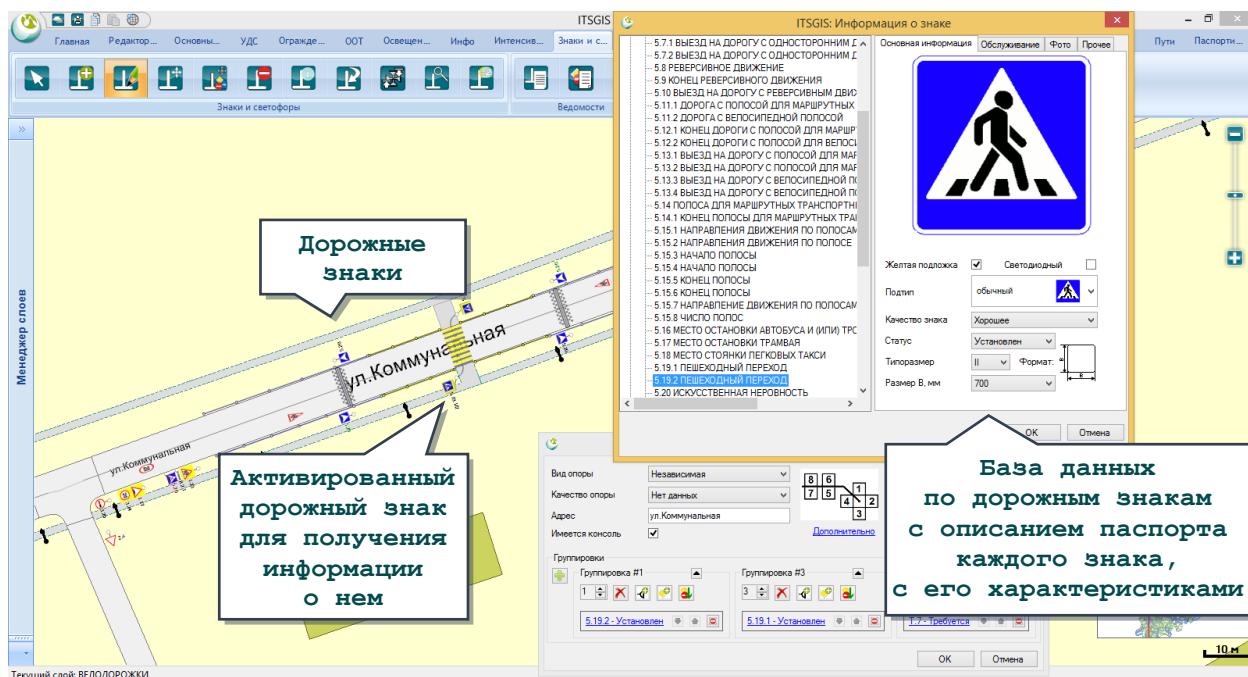 ITSGIS
Главная
Редактор...
Основны...
УДС
Огражде...
ООТ
Освещен...
Инфо
Интенсив...
Знаки и с...
Пути
Паспорти...
Знаки и светофоры
Ведомости
Менеджер слоев
Дорожные
знаки
ул.Коммунальная
ул.Коммунальная
Активированный
дорожный знак
для получения
информации
о нем
ITSGIS: Информация о знаке
5.7.1 ВЫЕЗД НА ДОРОГУ С ОДНОСТОРОННИМ Д
5.7.2 ВЫЕЗД НА ДОРОГУ С ОДНОСТОРОННИМ Д
5.8 РЕВЕРСИВНОЕ ДВИЖЕНИЕ
5.9 КОНЕЦ РЕВЕРСИВНОГО ДВИЖЕНИЯ
5.10 ВЫЕЗД НА ДОРОГУ С РЕВЕРСИВНЫМ ДВИЖ
5.11.1 ДОРОГА С ПОЛОСОЙ ДЛЯ МАРШРУТНЫХ
5.11.2 ДОРОГА С ВЕЛОСИПЕДНОЙ ПОЛОСОЙ
5.12.1 КОНЕЦ ДОРОГИ С ПОЛОСОЙ ДЛЯ МАРШР
5.12.2 КОНЕЦ ДОРОГИ С ПОЛОСОЙ ДЛЯ ВЕЛОСИ
5.13.1 ВЫЕЗД НА ДОРОГУ С ПОЛОСОЙ ДЛЯ МАР
5.13.2 ВЫЕЗД НА ДОРОГУ С ПОЛОСОЙ ДЛЯ МАР
5.13.3 ВЫЕЗД НА ДОРОГУ С ВЕЛОСИПЕДНОЙ ПО
5.13.4 ВЫЕЗД НА ДОРОГУ С ВЕЛОСИПЕДНОЙ ПО
5.14 ПОЛОСА ДЛЯ МАРШРУТНЫХ ТРАНСПОРТН
5.14.1 КОНЕЦ ПОЛОСЫ ДЛЯ МАРШРУТНЫХ ТРАН
5.15.1 НАПРАВЛЕНИЯ ДВИЖЕНИЯ ПО ПОЛОСАМ
5.15.2 НАПРАВЛЕНИЯ ДВИЖЕНИЯ ПО ПОЛОСЕ
5.15.3 НАЧАЛО ПОЛОСЫ
5.15.4 НАЧАЛО ПОЛОСЫ
5.15.5 КОНЕЦ ПОЛОСЫ
5.15.6 КОНЕЦ ПОЛОСЫ
5.15.7 НАПРАВЛЕНИЕ ДВИЖЕНИЯ ПО ПОЛОСАМ
5.15.8 ЧИСЛО ПОЛОС
5.16 МЕСТО ОСТАНОВКИ АВТОБУСА И (ИЛИ) ТРО
5.17 МЕСТО ОСТАНОВКИ ТРАМВАЯ
5.18 МЕСТО СТОЯНКИ ЛЕГКОВЫХ ТАКСИ
5.19.1 ПЕШЕХОДНЫЙ ПЕРЕХОД
5.19.2 ПЕШЕХОДНЫЙ ПЕРЕХОД
5.20 ИСКУССТВЕННАЯ НЕРОВНОСТЬ
Основная информация
Обслуживание
Фото
Прочее
Желтая подложка
Светодиодный
Подтип
обычный
Качество знака
Хорошее
Статус
Установлен
Типоразмер
II
Формат:
Размер В, мм
700
ОК
Отмена
База данных
по дорожным знакам
с описанием паспорта
каждого знака,
с его характеристиками
Вид опоры
Независимая
Качество опоры
Нет данных
Адрес
ул.Коммунальная
Имеется консоль
8 6
7 5 1
4 2
3
Дополнительно
Группировки
Группировка #1
1
5.19.2 - Установлен
Группировка #3
3
5.19.1 - Установлен
Т.7 - Требуется
ОК
Отмена
10 м
Текущий слой: ВЕЛОДОРОЖКИ